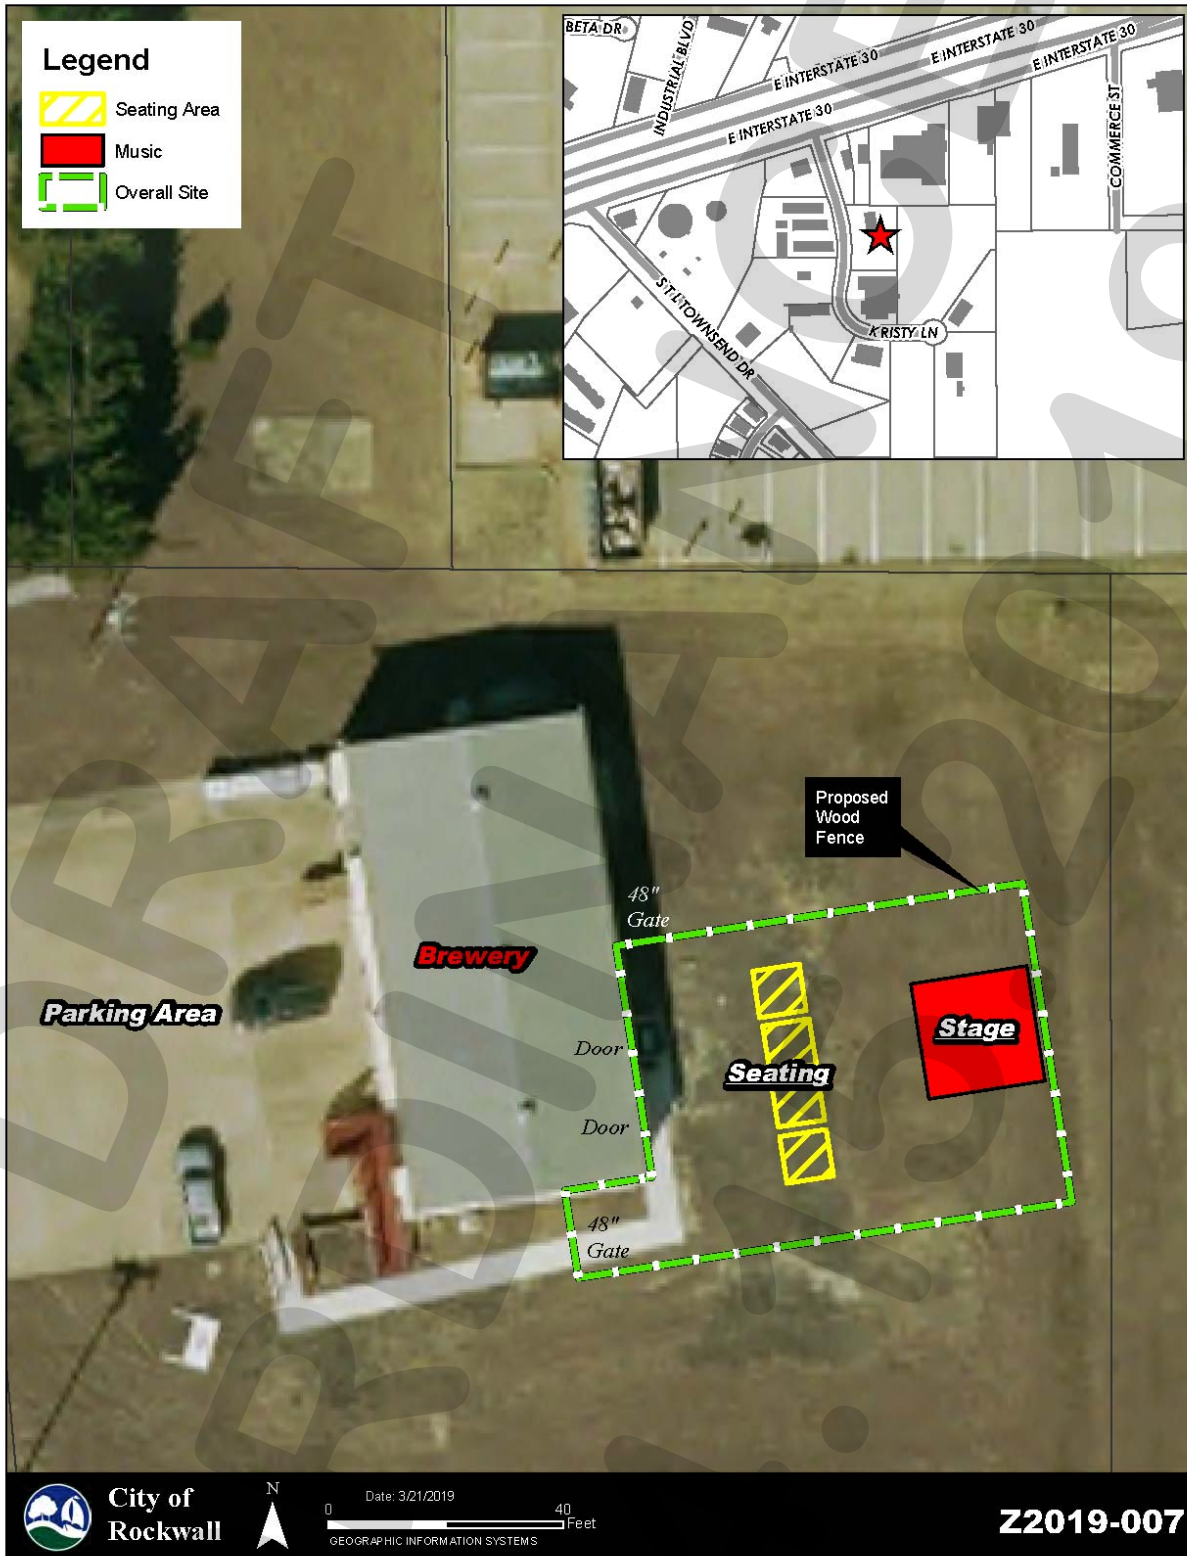 Legend
Seating Area
Music
Overall Site
BETA DR
INDUSTRIAL BLVD
E INTERSTATE 30
E INTERSTATE 30
E INTERSTATE 30
E INTERSTATE 30
COMMERCE ST
S T L TOWNSEND DR
KRISTY LN
Proposed
Wood
Fence
48"
Gate
Brewery
Parking Area
Door
Stage
Seating
Door
48"
Gate
City of
Rockwall
N
Date: 3/21/2019
0
40
Feet
GEOGRAPHIC INFORMATION SYSTEMS
Z2019-007
DRAFT